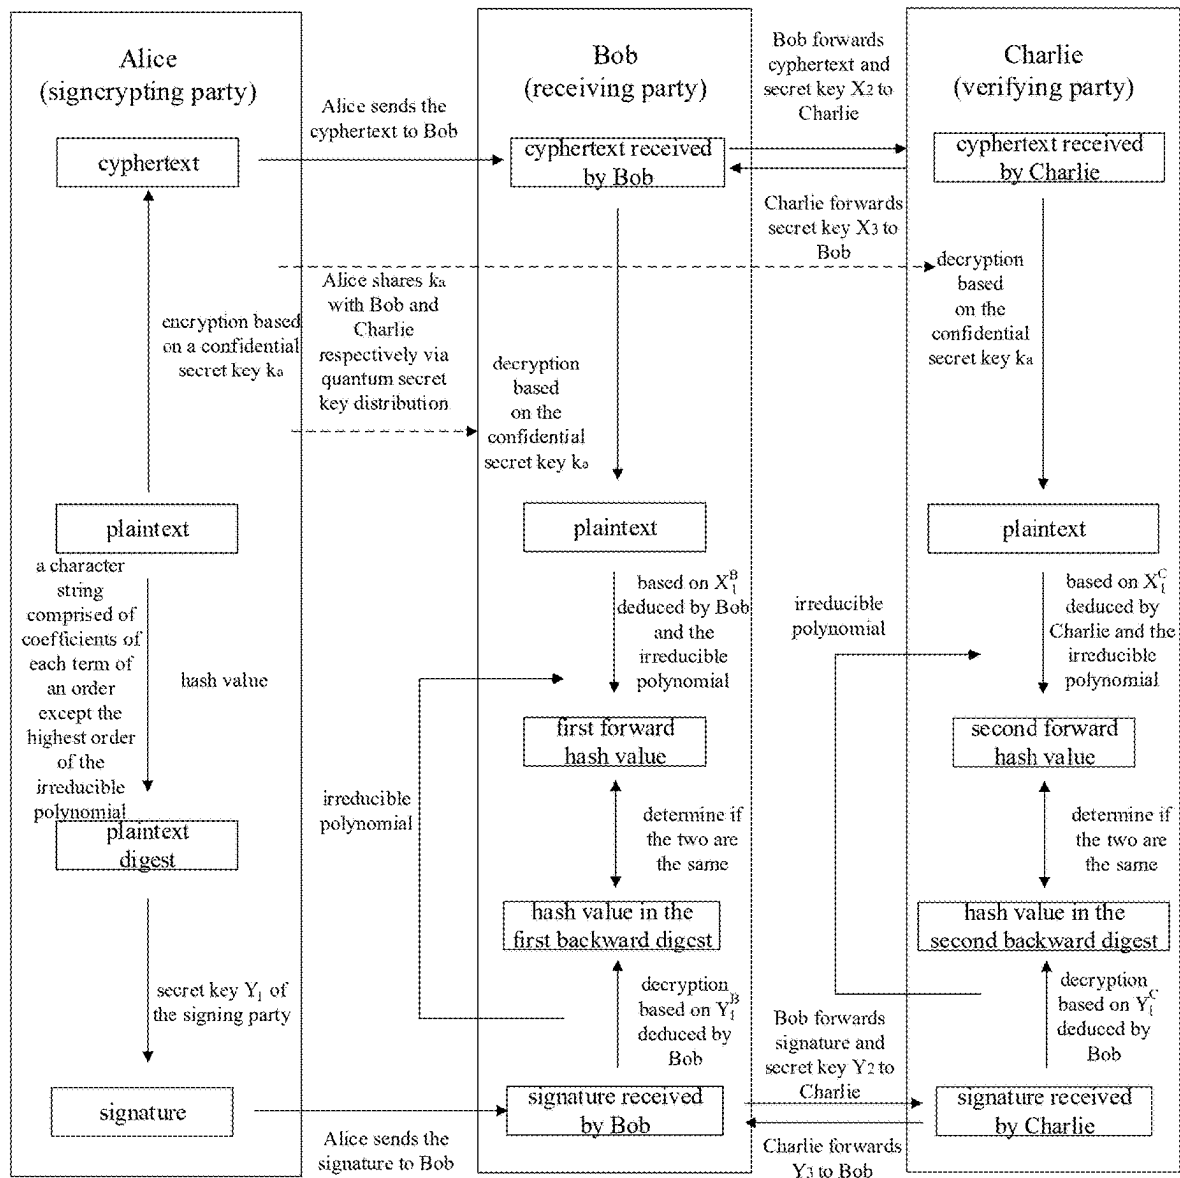 Alice
(signcrypting party)
cyphertext
encryption based
on a confidential
secret key ka
plaintext
a character
string
comprised of
coefficients of
each term of
an order
except the
highest order
of the
irreducible
polynomial
hash value
plaintext
digest
secret key Y1 of
the signing party
signature
Alice sends the
cyphertext to Bob
Alice shares ka
with Bob and
Charlie
respectively via
quantum secret
key distribution
irreducible
polynomial
Alice sends the
signature to Bob
Bob
(receiving party)
cyphertext received
by Bob
decryption
based
on the
confidential
secret key ka
plaintext
based on X1B
deduced by Bob
and the
irreducible
polynomial
first forward
hash value
determine if
the two are
the same
hash value in the
first backward digest
decryption
based on Y1B
deduced by
Bob
signature received
by Bob
Bob forwards
cyphertext and
secret key X2 to
Charlie
Charlie forwards
secret key X3 to
Bob
irreducible
polynomial
Bob forwards
signature and
secret key Y2 to
Charlie
Charlie forwards
Y3 to Bob
Charlie
(verifying party)
cyphertext received
by Charlie
decryption
based
on the
confidential
secret key ka
plaintext
based on X1C
deduced by
Charlie and the
irreducible
polynomial
second forward
hash value
determine if
the two are
the same
hash value in the
second backward digest
decryption
based on Y1C
deduced by
Bob
signature received
by Charlie